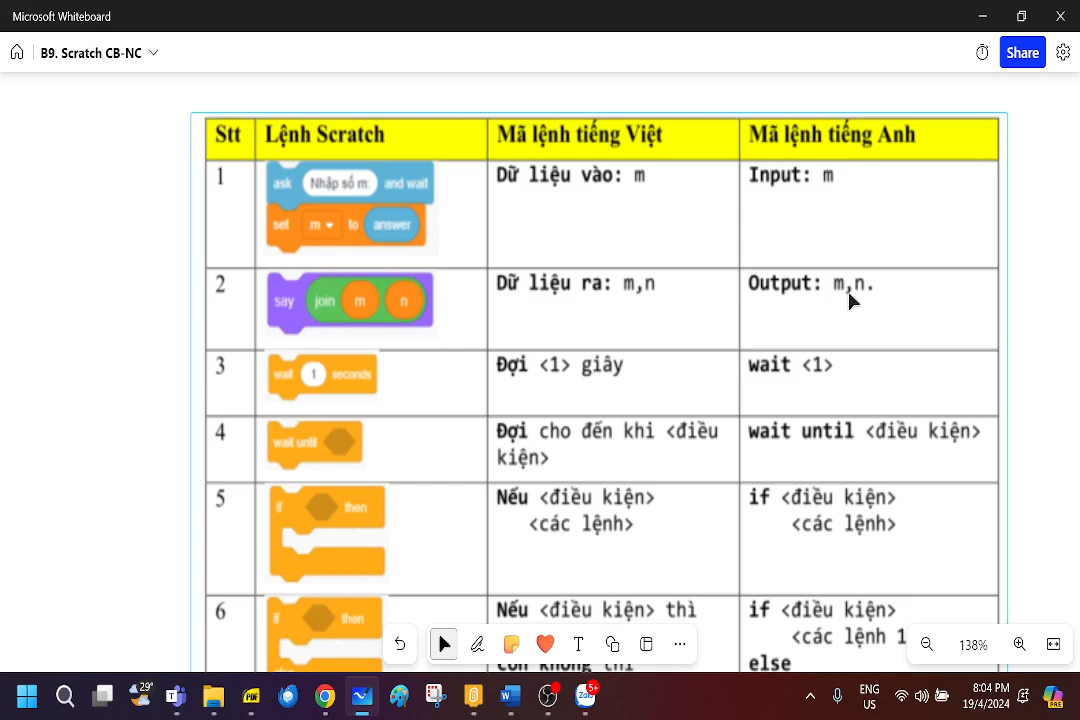 Microsoft Whiteboard
B9. Scratch CB-NC
Share
Stt Lệnh Scratch Mã lệnh tiếng Việt Mã lệnh tiếng Anh
1 ask Nhập số m: and wait Dữ liệu vào: m Input: m
set m to answer
2 say join m n Dữ liệu ra: m,n Output: m,n.
3 wait 1 seconds Đợi <1> giây wait <1>
4 wait until Đợi cho đến khi <điều wait until <điều kiện>
kiện>
5 if then Nếu <điều kiện> if <điều kiện>
<các lệnh> <các lệnh>
6 if then Nếu <điều kiện> thì if <điều kiện>
<các lệnh 1
else
138%
29°
PDF
5+
ENG
US
8:04 PM
19/4/2024
PRE